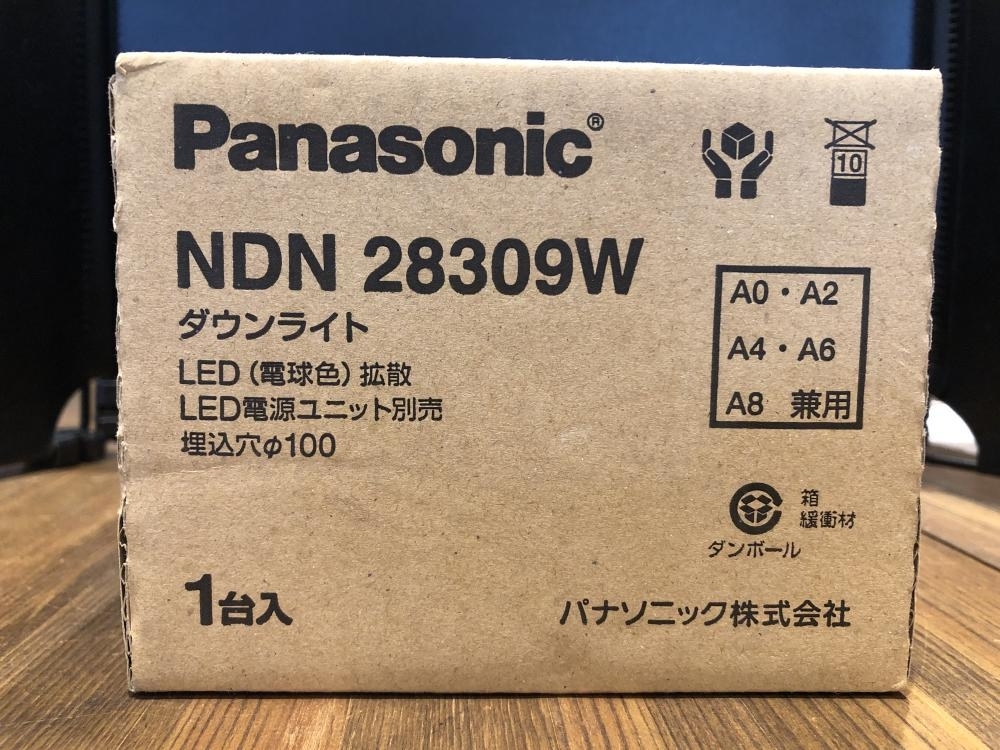 Panasonic®
10
NDN 28309W
ダウンライト
LED（電球色）拡散
LED電源ユニット別売
埋込穴φ100
A0・A2
A4・A6
A8 兼用
箱
緩衝材
ダンボール
1台入
パナソニック株式会社